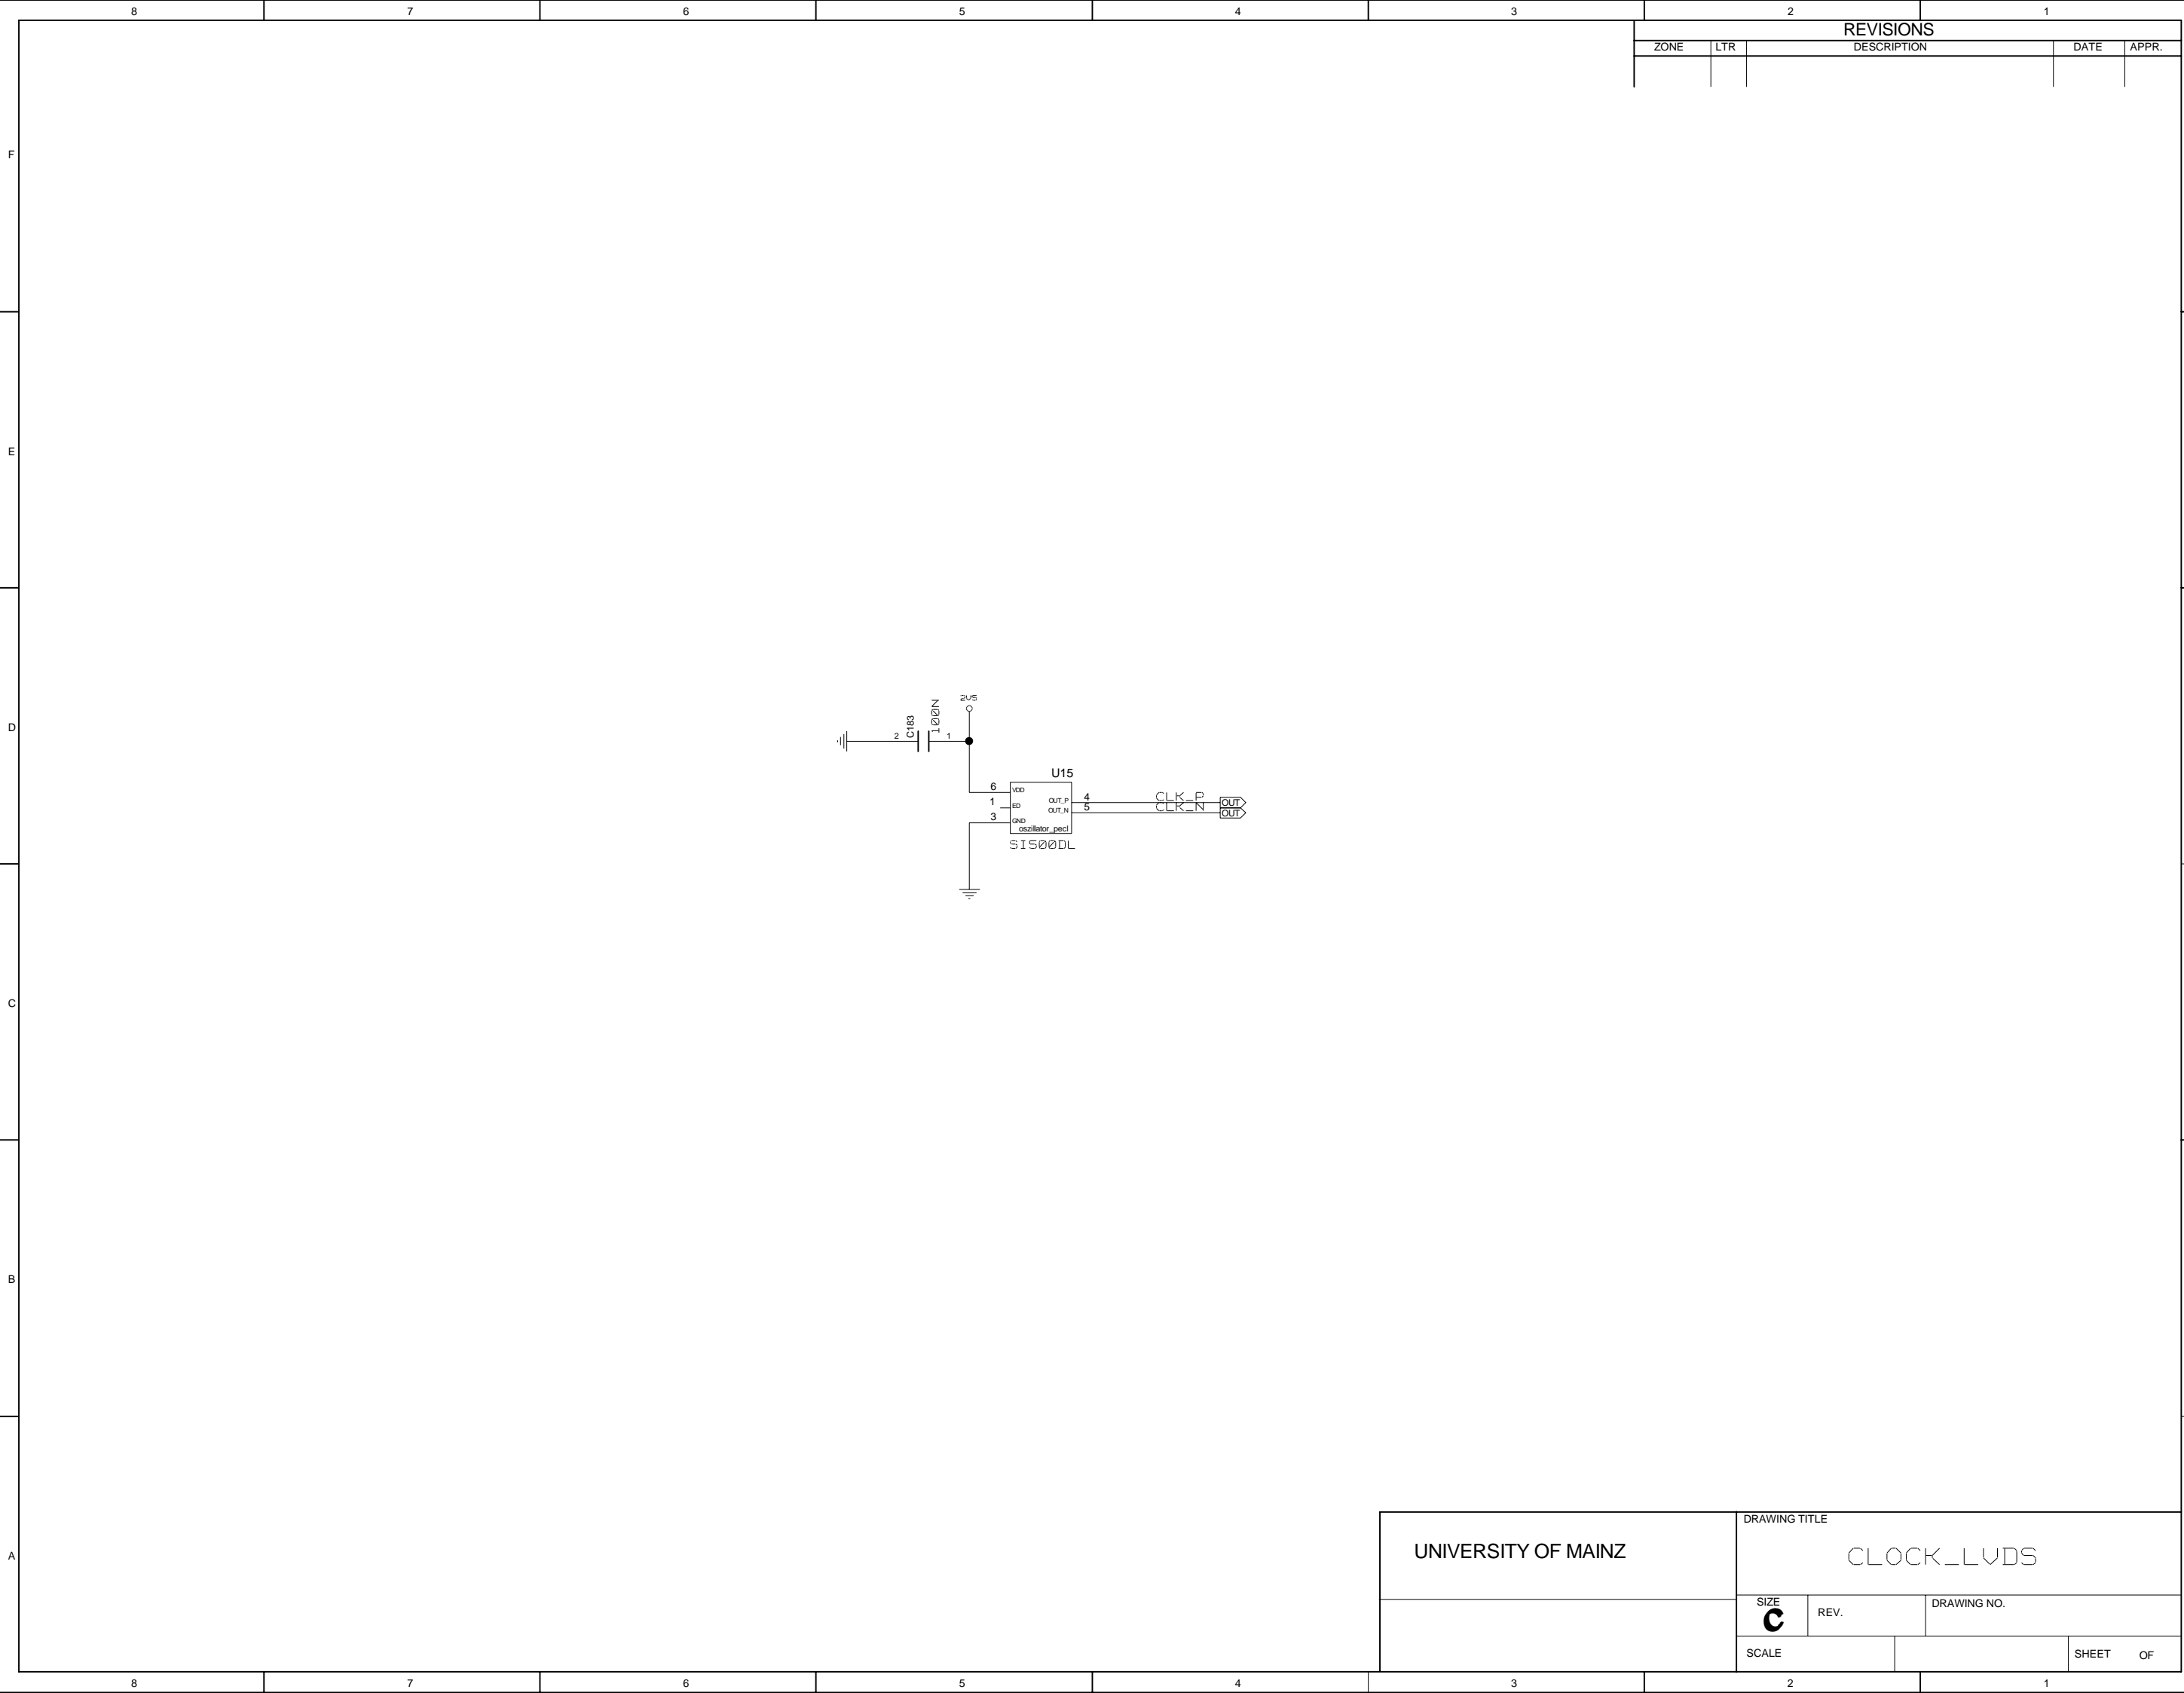 8 7 6 5 4 3 2 1
REVISIONS
ZONE LTR DESCRIPTION DATE APPR.
F
E
D
C
B
A
2V5
C183
100N
2 1
U15
6 VDD
1 ED
3 GND
OUT_P 4 CLK_P OUT
OUT_N 5 CLK_N OUT
oszillator_pecl
SI500DL
UNIVERSITY OF MAINZ
DRAWING TITLE
CLOCK_LVDS
SIZE
C
REV.
DRAWING NO.
SCALE
SHEET OF
8 7 6 5 4 3 2 1